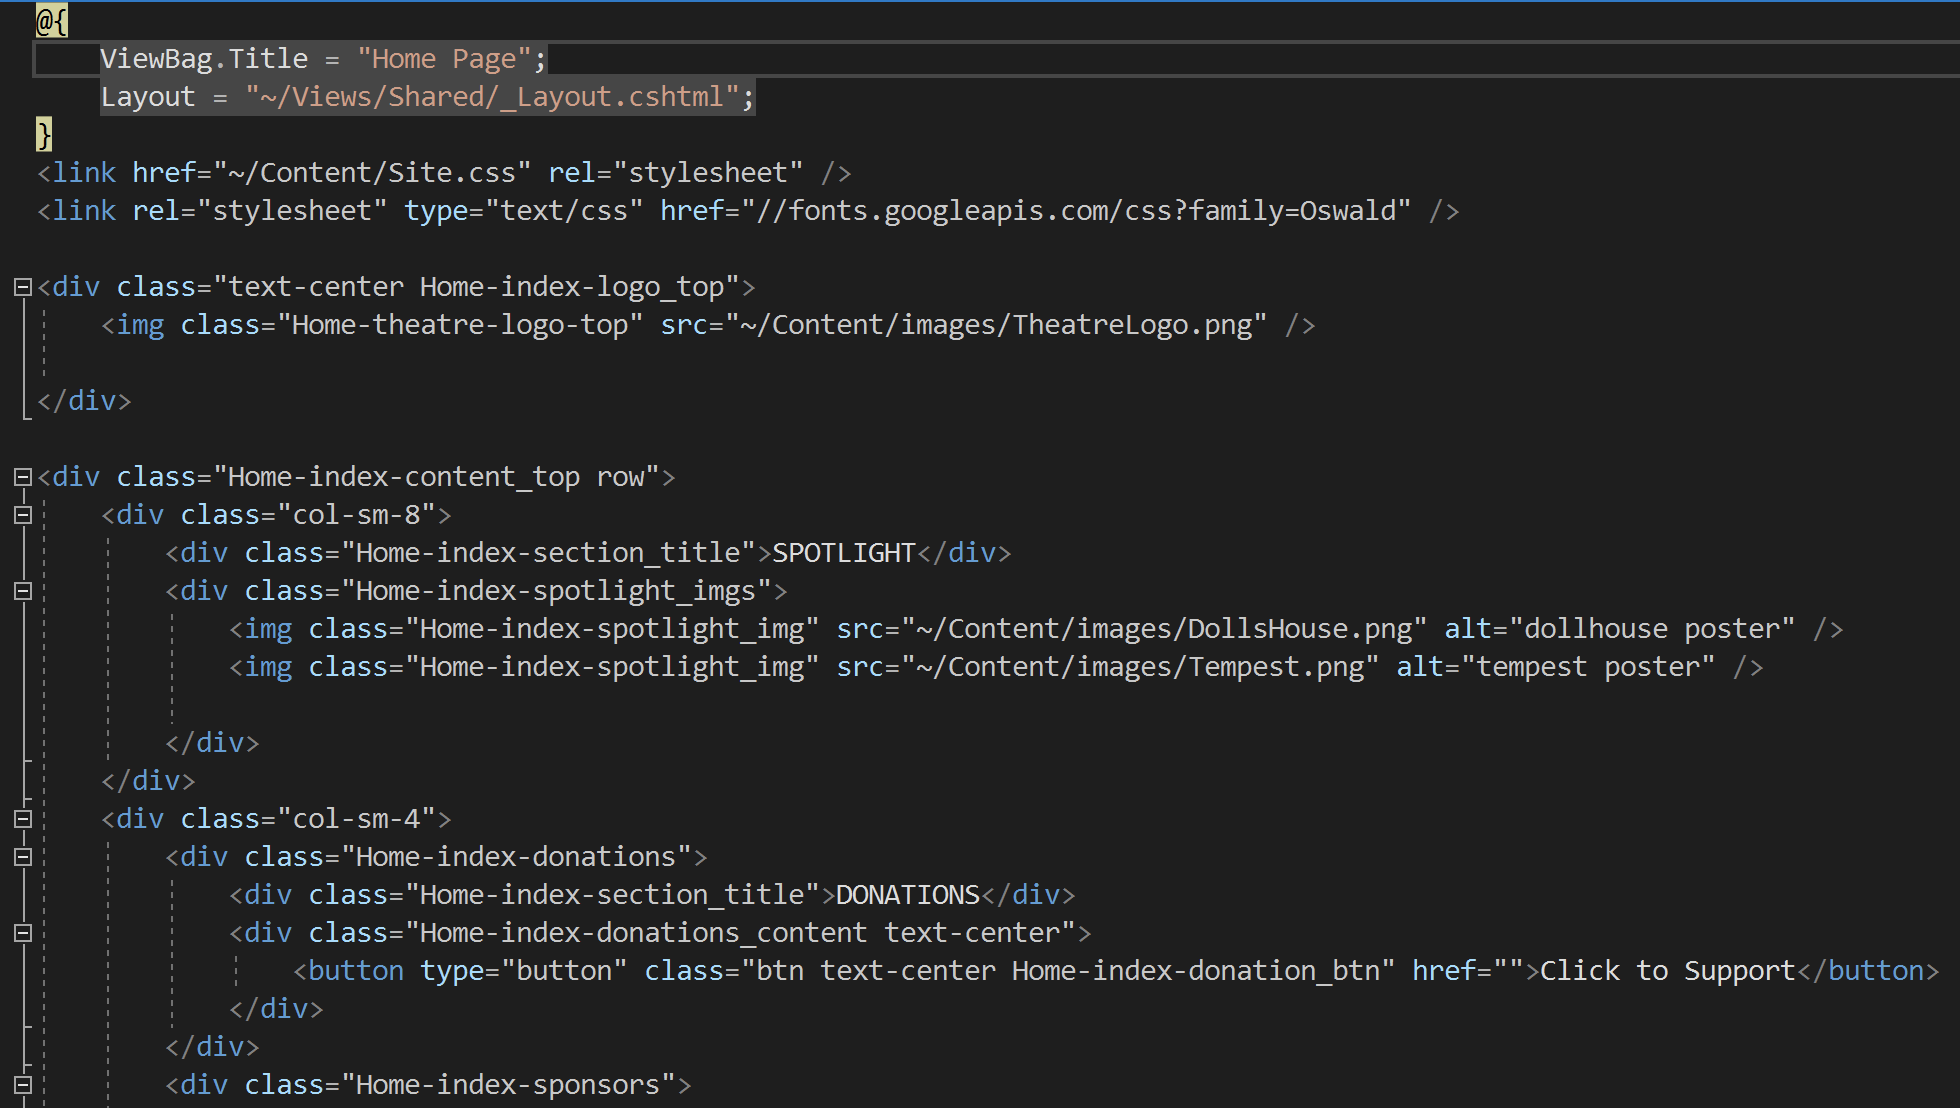 @{
    ViewBag.Title = "Home Page";
    Layout = "~/Views/Shared/_Layout.cshtml";
}
<link href="~/Content/Site.css" rel="stylesheet" />
<link rel="stylesheet" type="text/css" href="//fonts.googleapis.com/css?family=Oswald" />

<div class="text-center Home-index-logo_top">
    <img class="Home-theatre-logo-top" src="~/Content/images/TheatreLogo.png" />

</div>

<div class="Home-index-content_top row">
    <div class="col-sm-8">
        <div class="Home-index-section_title">SPOTLIGHT</div>
        <div class="Home-index-spotlight_imgs">
            <img class="Home-index-spotlight_img" src="~/Content/images/DollsHouse.png" alt="dollhouse poster" />
            <img class="Home-index-spotlight_img" src="~/Content/images/Tempest.png" alt="tempest poster" />

        </div>
    </div>
    <div class="col-sm-4">
        <div class="Home-index-donations">
            <div class="Home-index-section_title">DONATIONS</div>
            <div class="Home-index-donations_content text-center">
                <button type="button" class="btn text-center Home-index-donation_btn" href="">Click to Support</button>
            </div>
        </div>
        <div class="Home-index-sponsors">